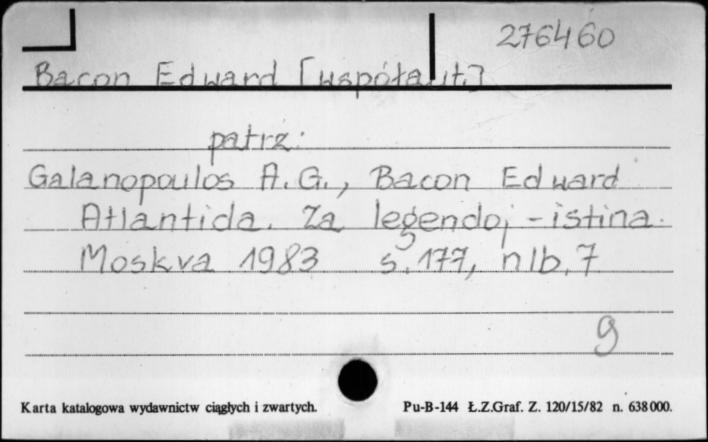 276460
Bacon Edward [współaut.]
patrz:
Galanopoulos A.G., Bacon Edward
Atlantida. Za legendoj - istina.
Moskva 1983 s.177, nlb.7
g
Karta katalogowa wydawnictw ciągłych i zwartych. Pu-B-144 Ł.Z.Graf. Z. 120/15/82 n. 638000.